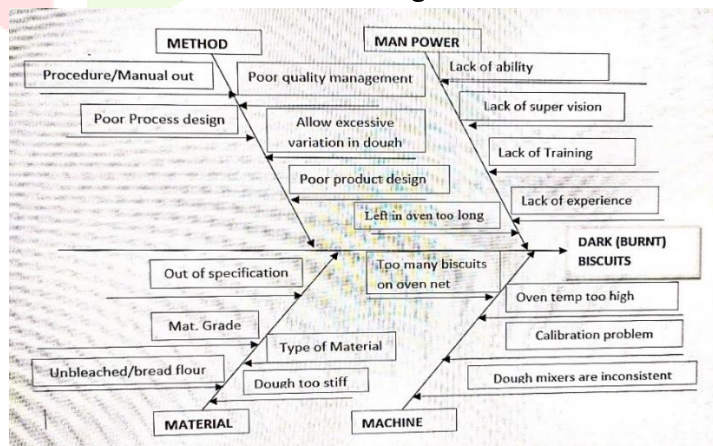 METHOD
MAN POWER
Procedure/Manual out
Poor quality management
Lack of ability
Poor Process design
Allow excessive
variation in dough
Lack of super vision
Lack of Training
Poor product design
Left in oven too long
Lack of experience
DARK (BURNT)
BISCUITS
Out of specification
Too many biscuits
on oven net
Oven temp too high
Mat. Grade
Type of Material
Calibration problem
Unbleached/bread flour
Dough too stiff
Dough mixers are inconsistent
MATERIAL
MACHINE